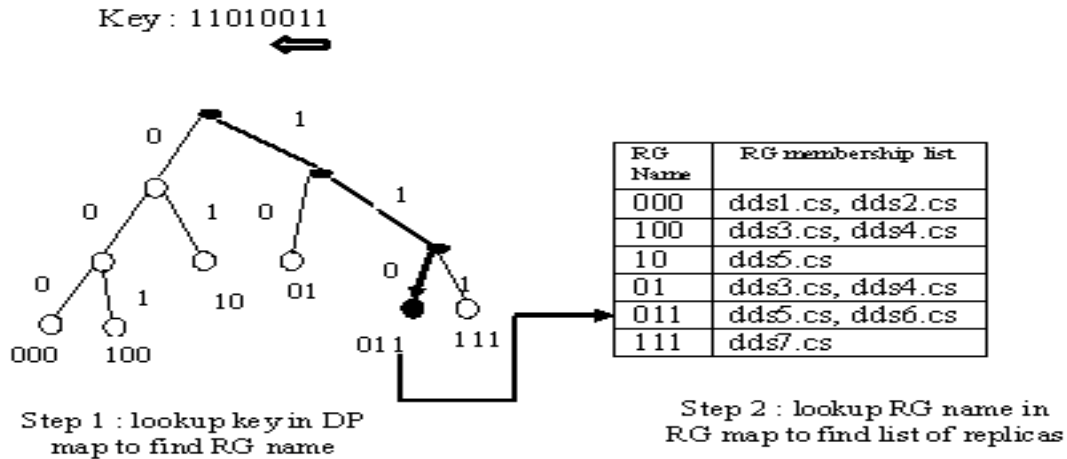 Key : 11010011
0
1
0
1
0
1
0
1
0
1
10
01
000
100
011
111
RG Name
RG membership list
000 dds1.cs, dds2.cs
100 dds3.cs, dds4.cs
10 dds5.cs
01 dds3.cs, dds4.cs
011 dds5.cs, dds6.cs
111 dds7.cs
Step 1 : lookup key in DP
map to find RG name
Step 2 : lookup RG name in
RG map to find list of replicas